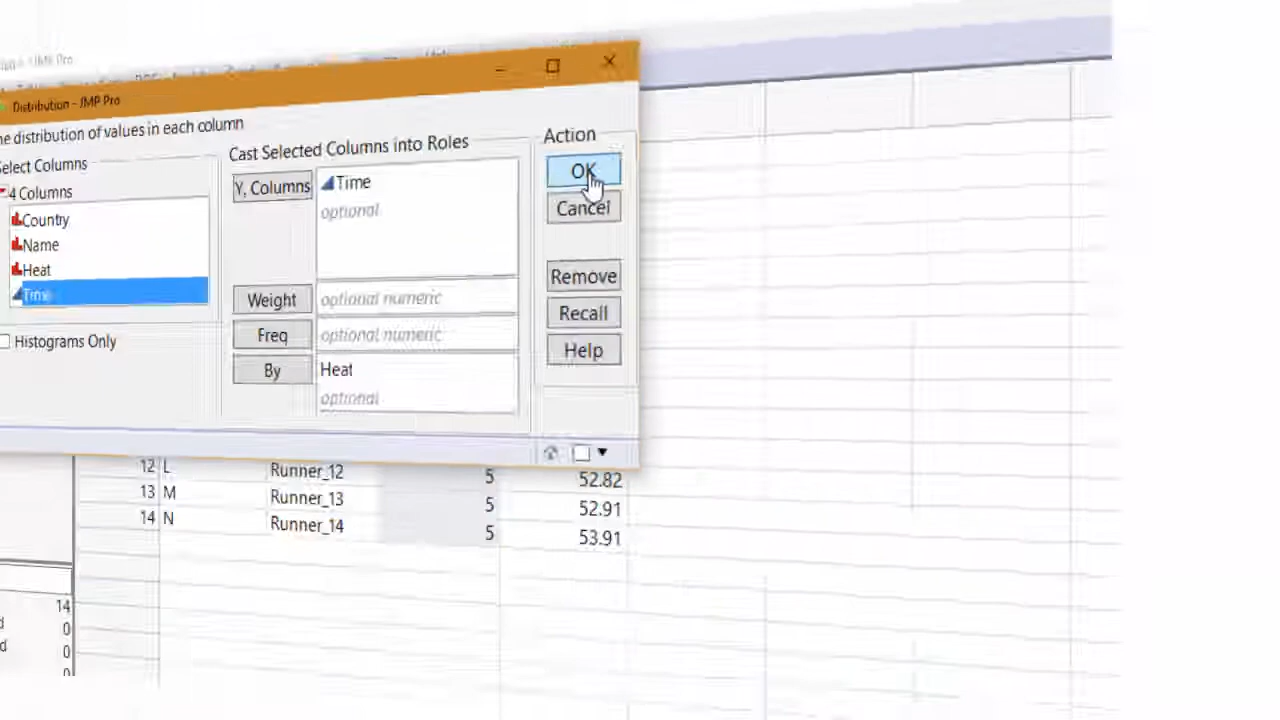 JMP Pro
Distribution - JMP Pro
distribution of values in each column
Select Columns
4 Columns
Country
Name
Heat
Time
Histograms Only
Cast Selected Columns into Roles
Y, Columns
Time
optional
Weight
optional numeric
Freq
optional numeric
By
Heat
optional
Action
OK
Cancel
Remove
Recall
Help
12 L Runner_12 5 52.82
13 M Runner_13 5 52.91
14 N Runner_14 5 53.91
14
0
0
0